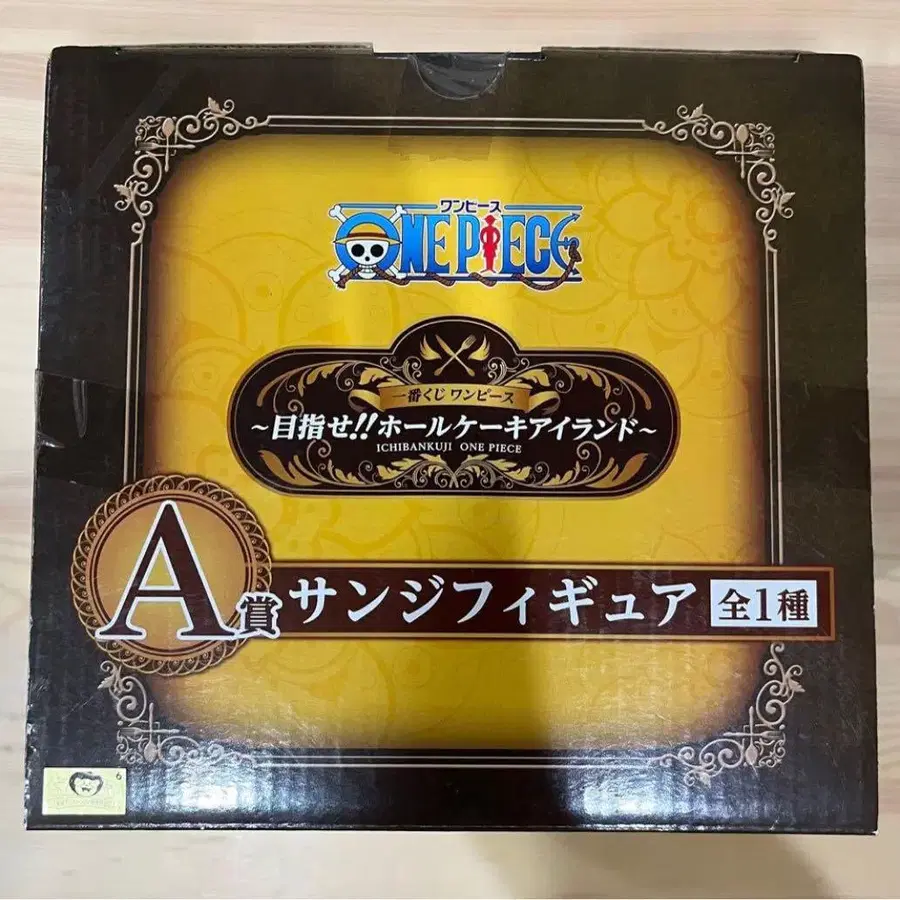 ワンピース
ONE PIECE
一番くじ ワンピース
～目指せ!!ホールケーキアイランド～
ICHIBANKUJI ONE PIECE
A賞 サンジフィギュア 全1種